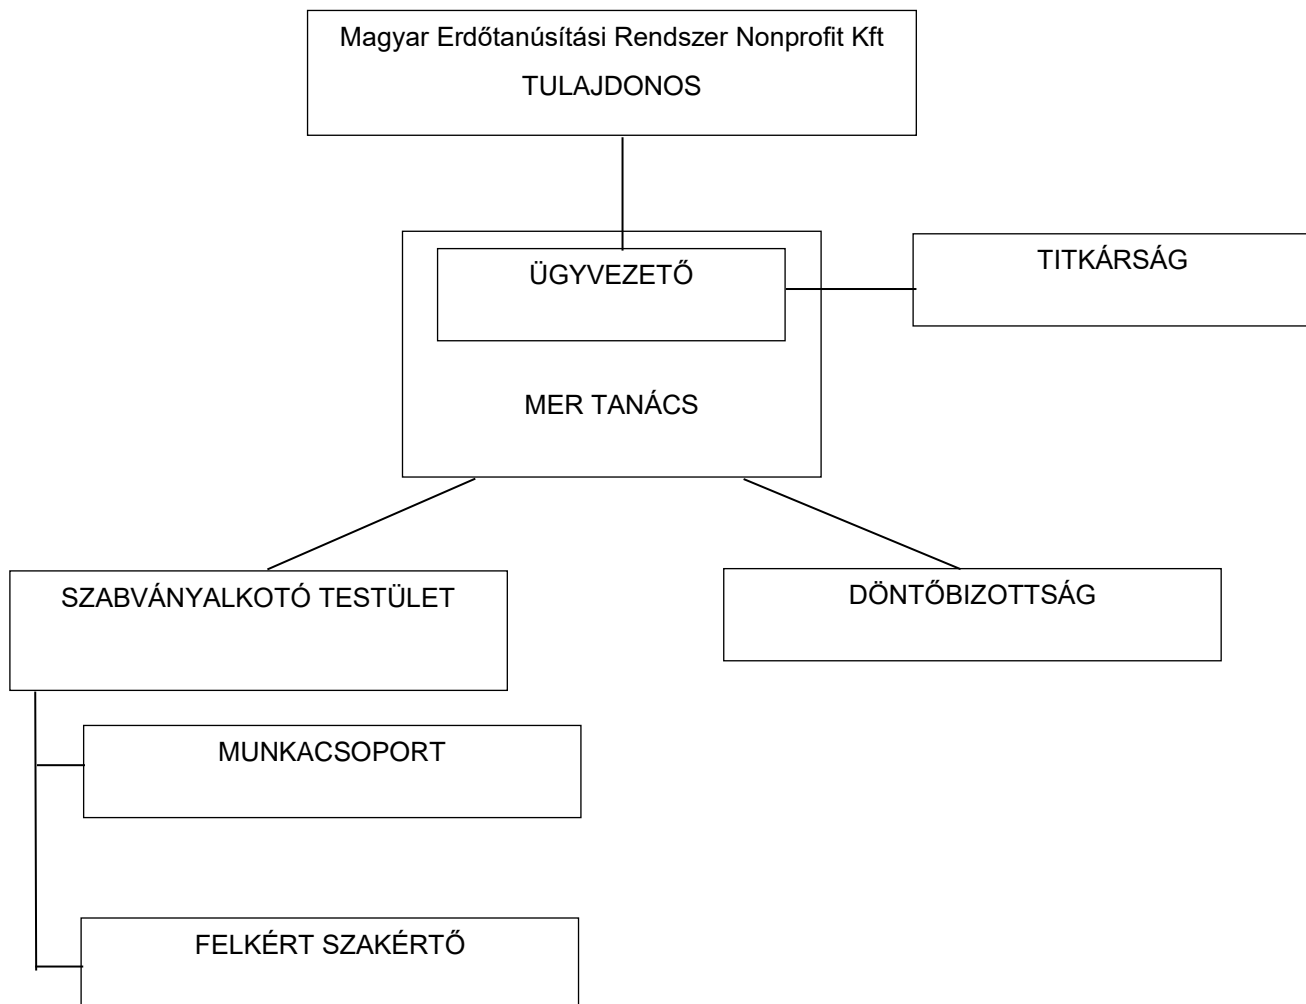 Magyar Erdőtanúsítási Rendszer Nonprofit Kft
TULAJDONOS
ÜGYVEZETŐ
TITKÁRSÁG
MER TANÁCS
SZABVÁNYALKOTÓ TESTÜLET
DÖNTŐBIZOTTSÁG
MUNKACSOPORT
FELKÉRT SZAKÉRTŐ